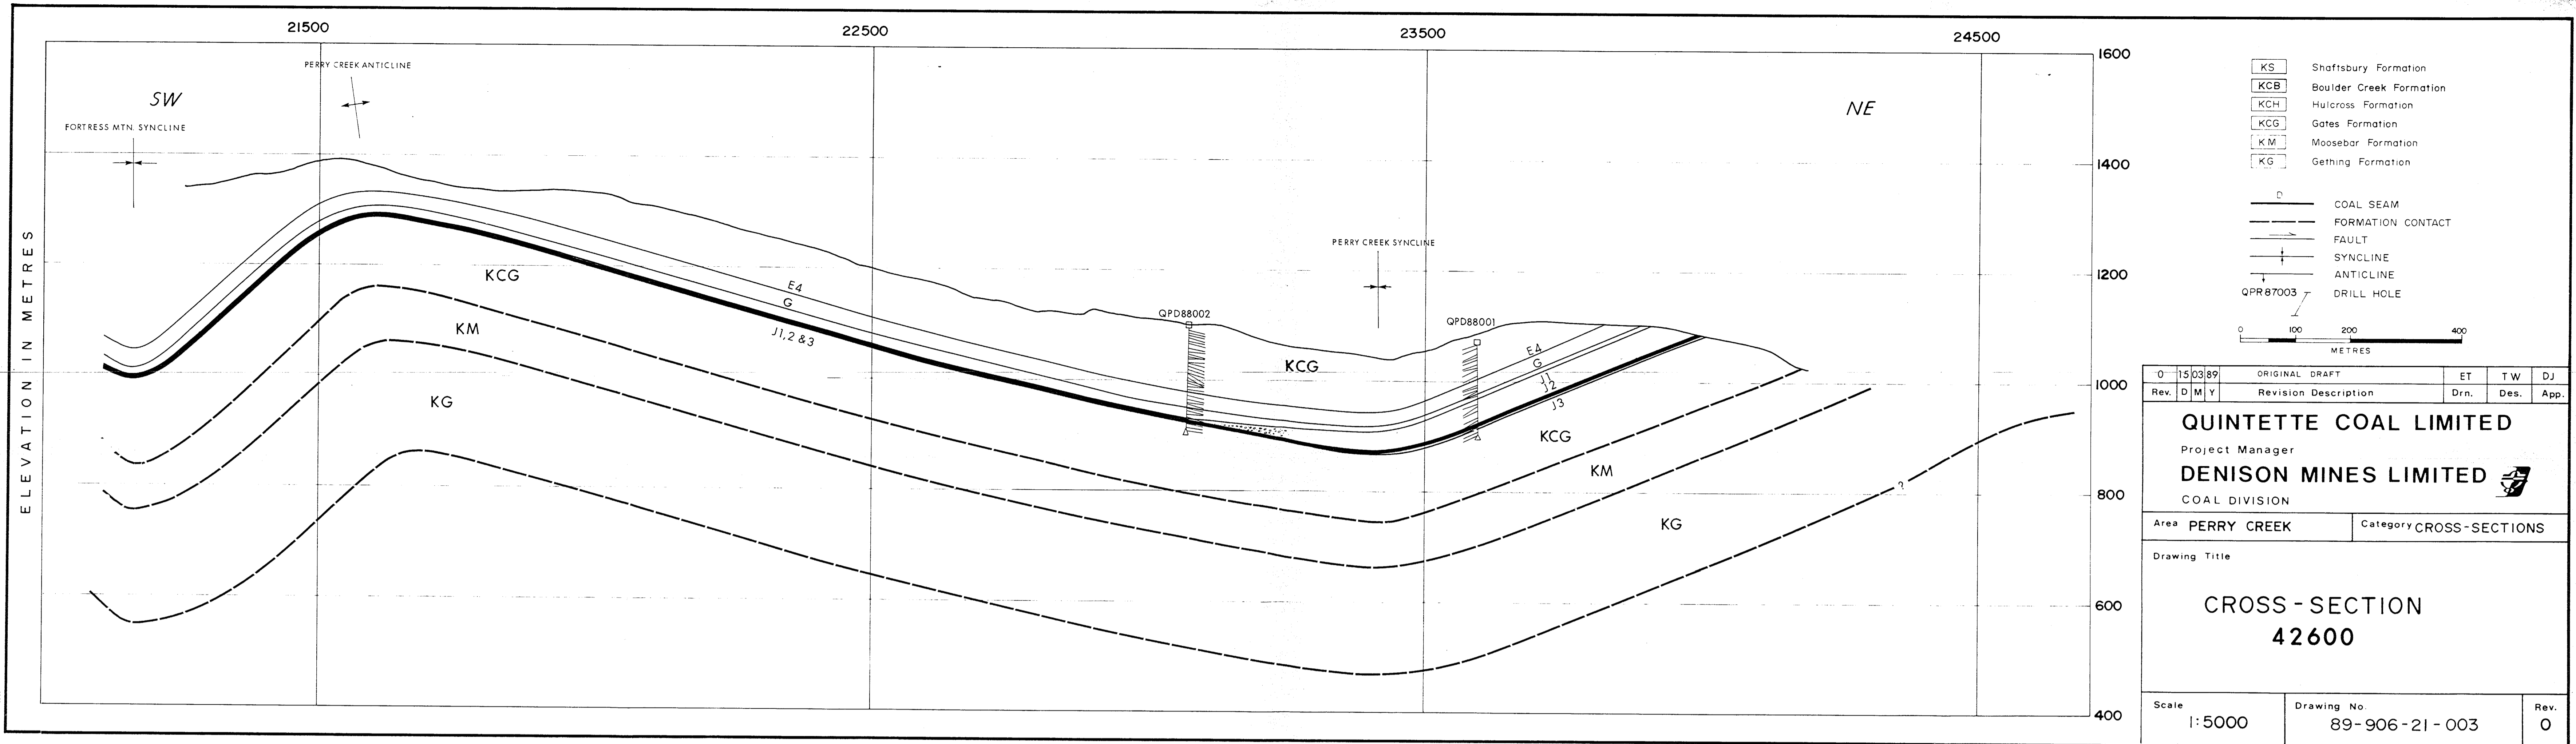 21500 22500 23500 24500
1600
1400
1200
1000
800
600
400
ELEVATION IN METRES
SW
NE
FORTRESS MTN. SYNCLINE
PERRY CREEK ANTICLINE
PERRY CREEK SYNCLINE
QPD88002
QPD88001
KCG
KM
KG
E4
G
J1,2 &3
KCG
E4
G
J1
J2
J3
KCG
KM
KG
?
KS Shaftsbury Formation
KCB Boulder Creek Formation
KCH Hulcross Formation
KCG Gates Formation
KM Moosebar Formation
KG Gething Formation
D
COAL SEAM
FORMATION CONTACT
FAULT
SYNCLINE
ANTICLINE
QPR87003 DRILL HOLE
0 100 200 400
METRES
0 15 03 89 ORIGINAL DRAFT ET TW DJ
Rev. D M Y Revision Description Drn. Des. App.
QUINTETTE COAL LIMITED
Project Manager
DENISON MINES LIMITED
COAL DIVISION
Area PERRY CREEK Category CROSS-SECTIONS
Drawing Title
CROSS-SECTION
42600
Scale Drawing No. Rev.
1:5000 89-906-21-003 0